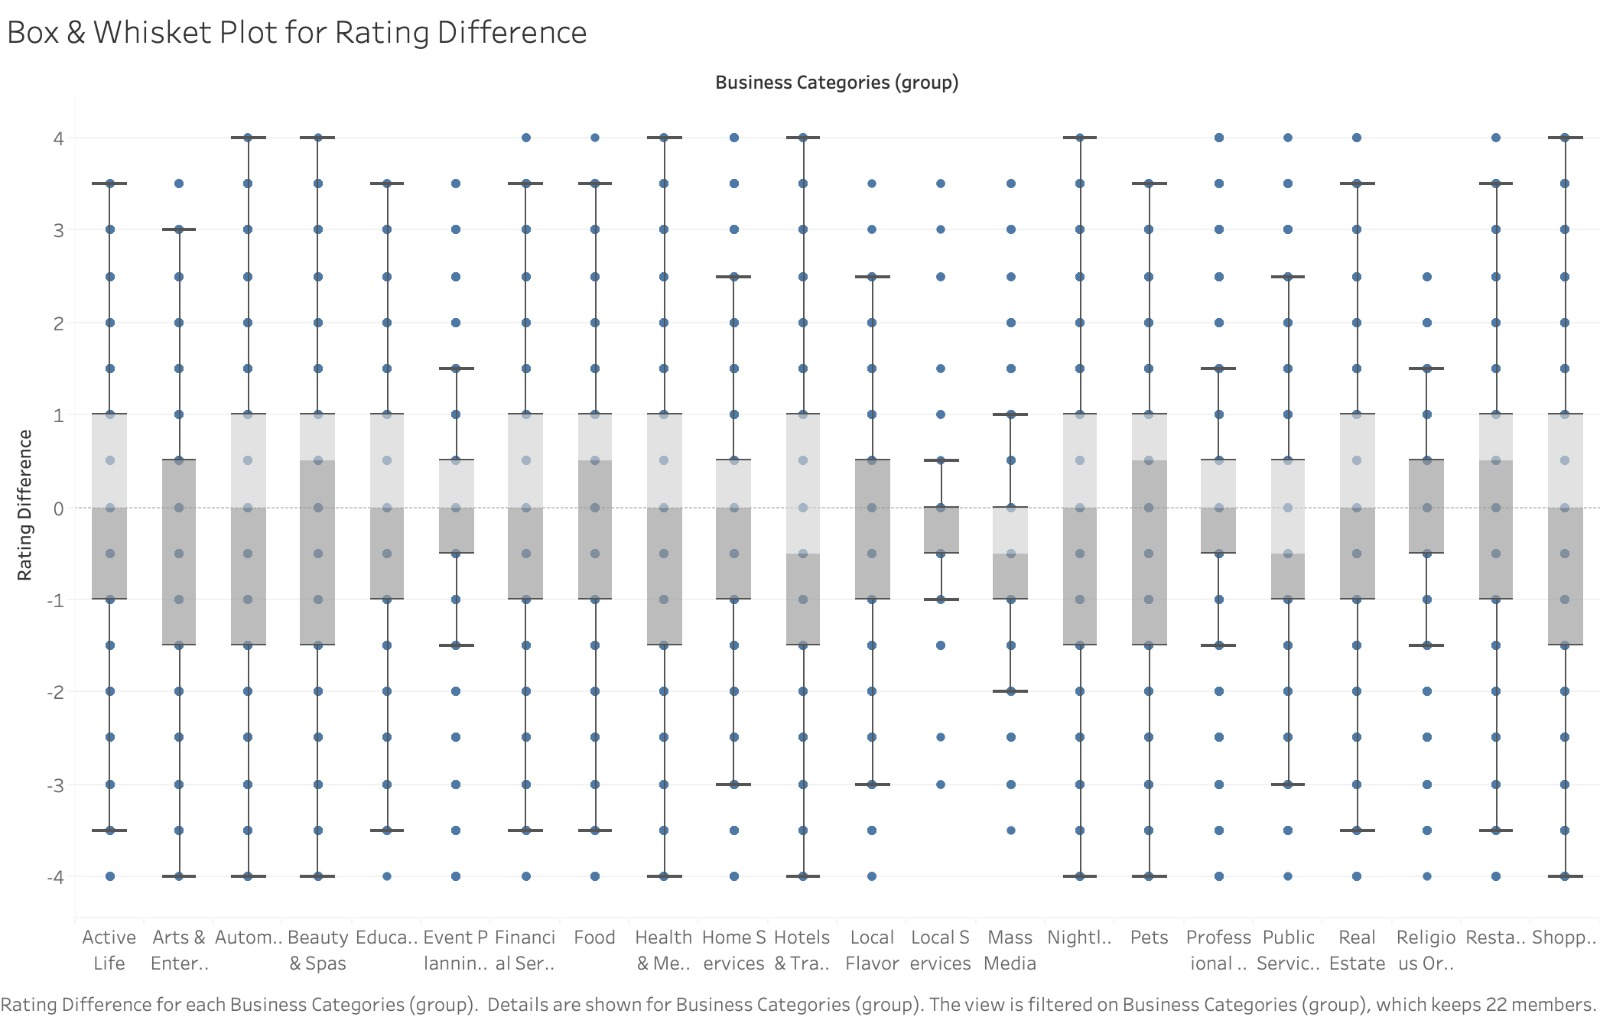 Box & Whisket Plot for Rating Difference
Business Categories (group)
Rating Difference
4
3
2
1
0
-1
-2
-3
-4
Active Life
Arts & Enter..
Autom..
Beauty & Spas
Educa..
Event P lannin..
Financi al Ser..
Food
Health & Me..
Home S ervices
Hotels & Tra..
Local Flavor
Local S ervices
Mass Media
Nightl..
Pets
Profess ional ..
Public Servic..
Real Estate
Religio us Or..
Resta..
Shopp..
Rating Difference for each Business Categories (group).  Details are shown for Business Categories (group). The view is filtered on Business Categories (group), which keeps 22 members.